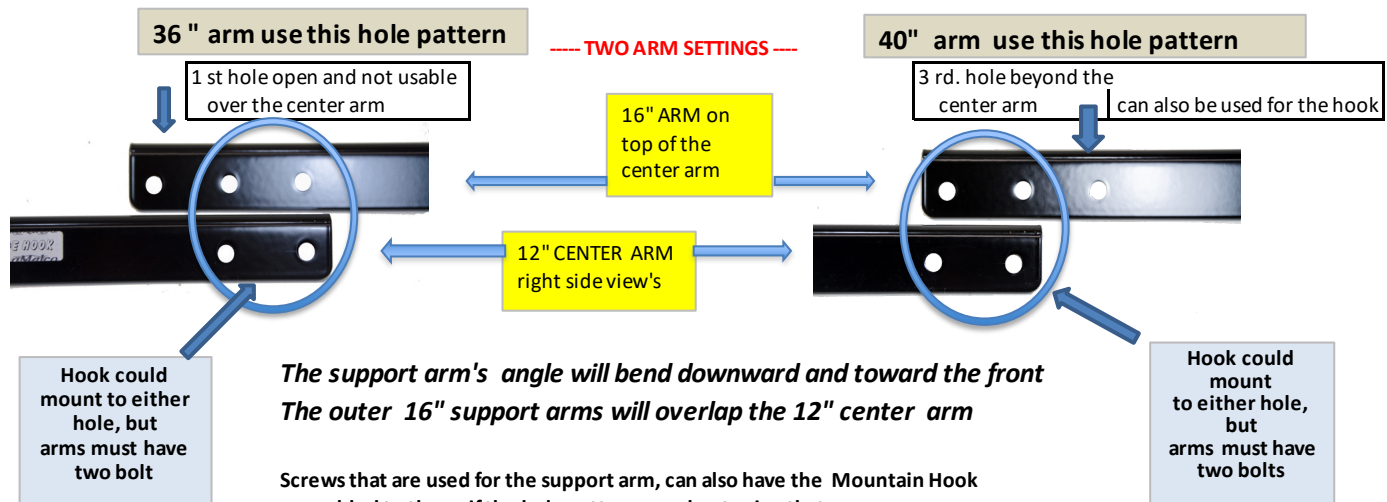 36 " arm use this hole pattern
----- TWO ARM SETTINGS ----
40" arm use this hole pattern
1 st hole open and not usable
over the center arm
3 rd. hole beyond the
center arm
can also be used for the hook
16" ARM on
top of the
center arm
HOOK
12" CENTER ARM
right side view's
Hook could
mount to either
hole, but
arms must have
two bolt
The support arm's angle will bend downward and toward the front
The outer 16" support arms will overlap the 12" center arm
Hook could
mount
to either hole,
but
arms must have
two bolts
Screws that are used for the support arm, can also have the Mountain Hook